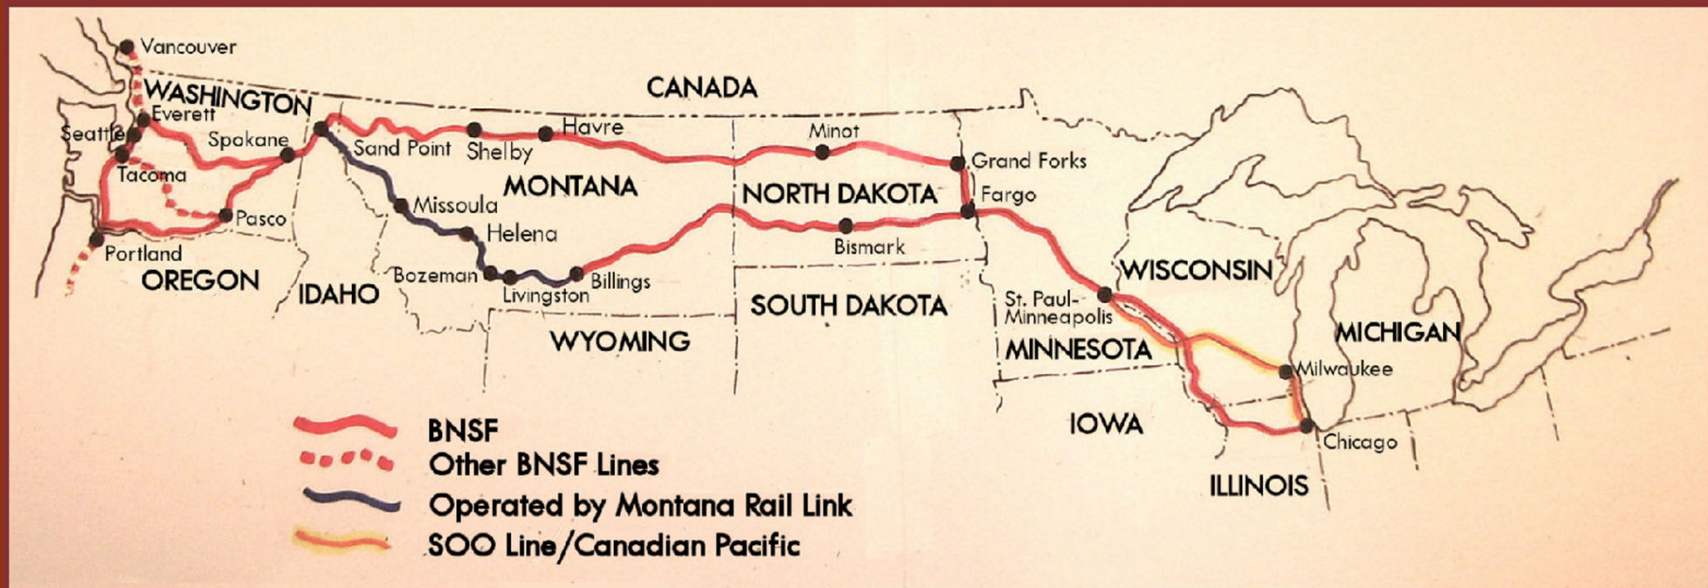 Vancouver
CANADA
WASHINGTON
Everett
Seattle
Spokane
Sand Point
Shelby
Havre
Minot
Grand Forks
Tacoma
MONTANA
NORTH DAKOTA
Fargo
Pasco
Missoula
Helena
Bismark
Portland
OREGON
IDAHO
Bozeman
Livingston
Billings
WYOMING
SOUTH DAKOTA
St. Paul-
Minneapolis
MINNESOTA
WISCONSIN
MICHIGAN
Milwaukee
IOWA
Chicago
ILLINOIS
BNSF
Other BNSF Lines
Operated by Montana Rail Link
SOO Line/Canadian Pacific